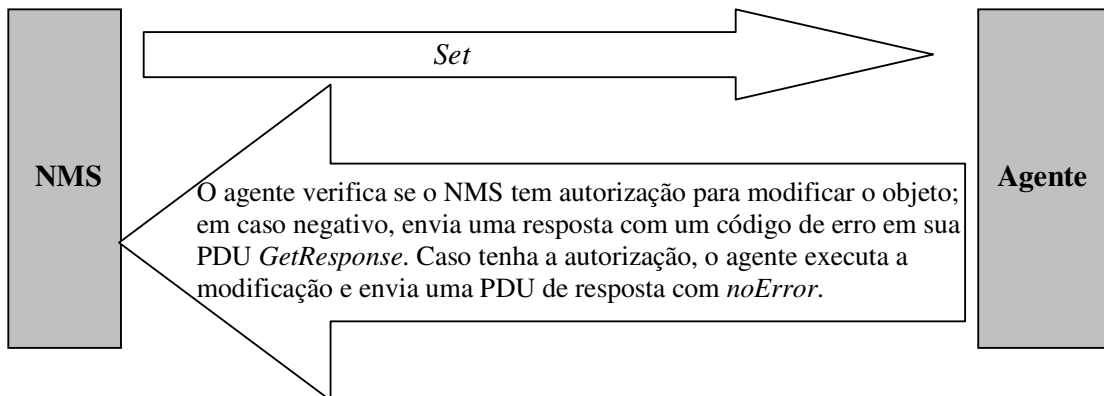 Set
NMS
Agente
O agente verifica se o NMS tem autorização para modificar o objeto;
em caso negativo, envia uma resposta com um código de erro em sua
PDU GetResponse. Caso tenha a autorização, o agente executa a
modificação e envia uma PDU de resposta com noError.